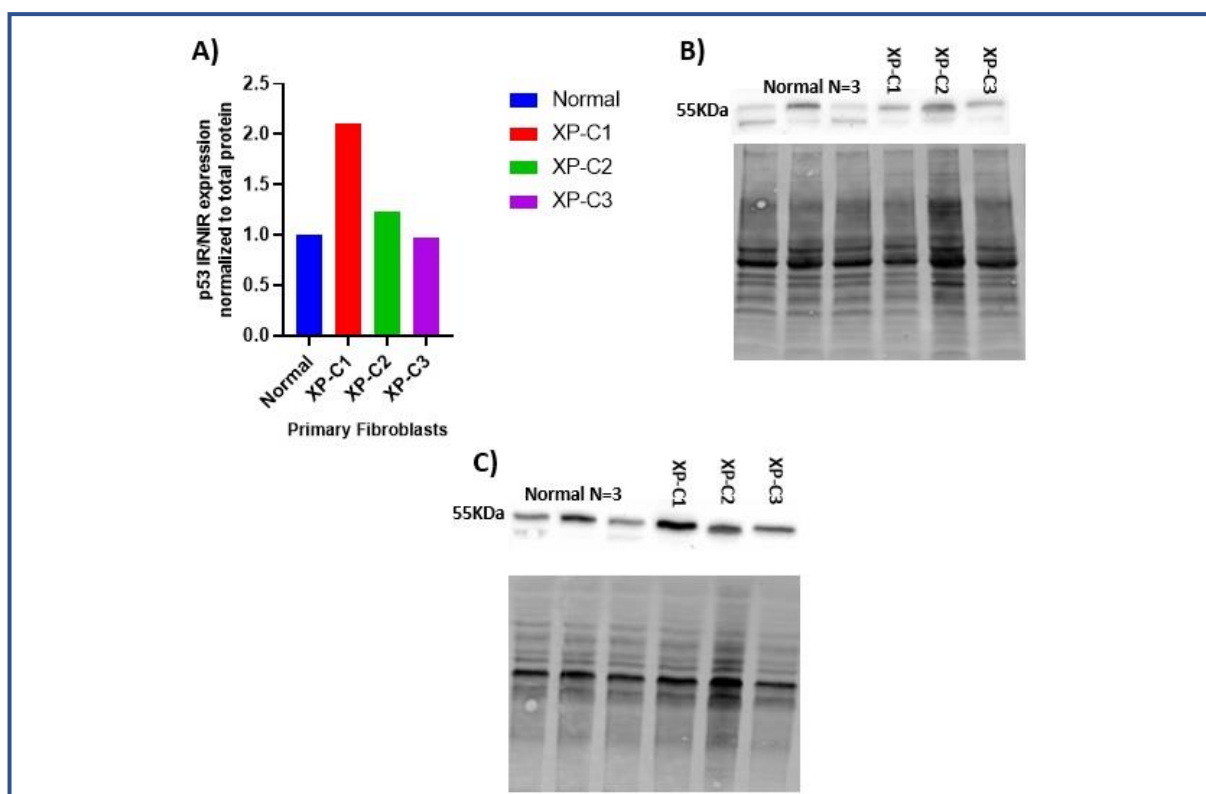 A)
p53 IR/NIR expression
normalized to total protein
2.5
2.0
1.5
1.0
0.5
0.0
Normal
XP-C1
XP-C2
XP-C3
Primary Fibroblasts
Normal
XP-C1
XP-C2
XP-C3
B)
Normal N=3
XP-C1
XP-C2
XP-C3
55KDa
C)
Normal N=3
XP-C1
XP-C2
XP-C3
55KDa